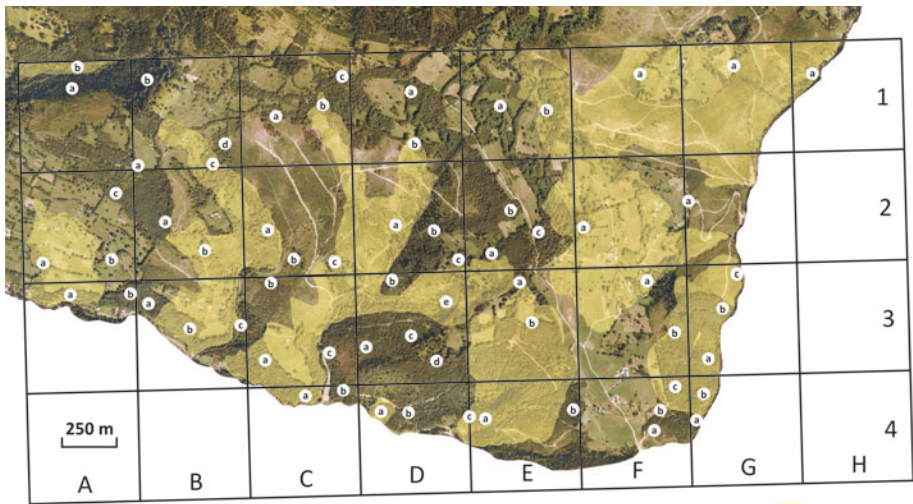 b c a a
a b a b
c b a a b
a b d
a c
c a a
a a b c
a b b
a a b b c b c a
a b b a a c
a b e b
a b c b c
c a d a
a a b c
a b a b c a b b
a a
1
2
3
4
250 m
A B C D E F G H